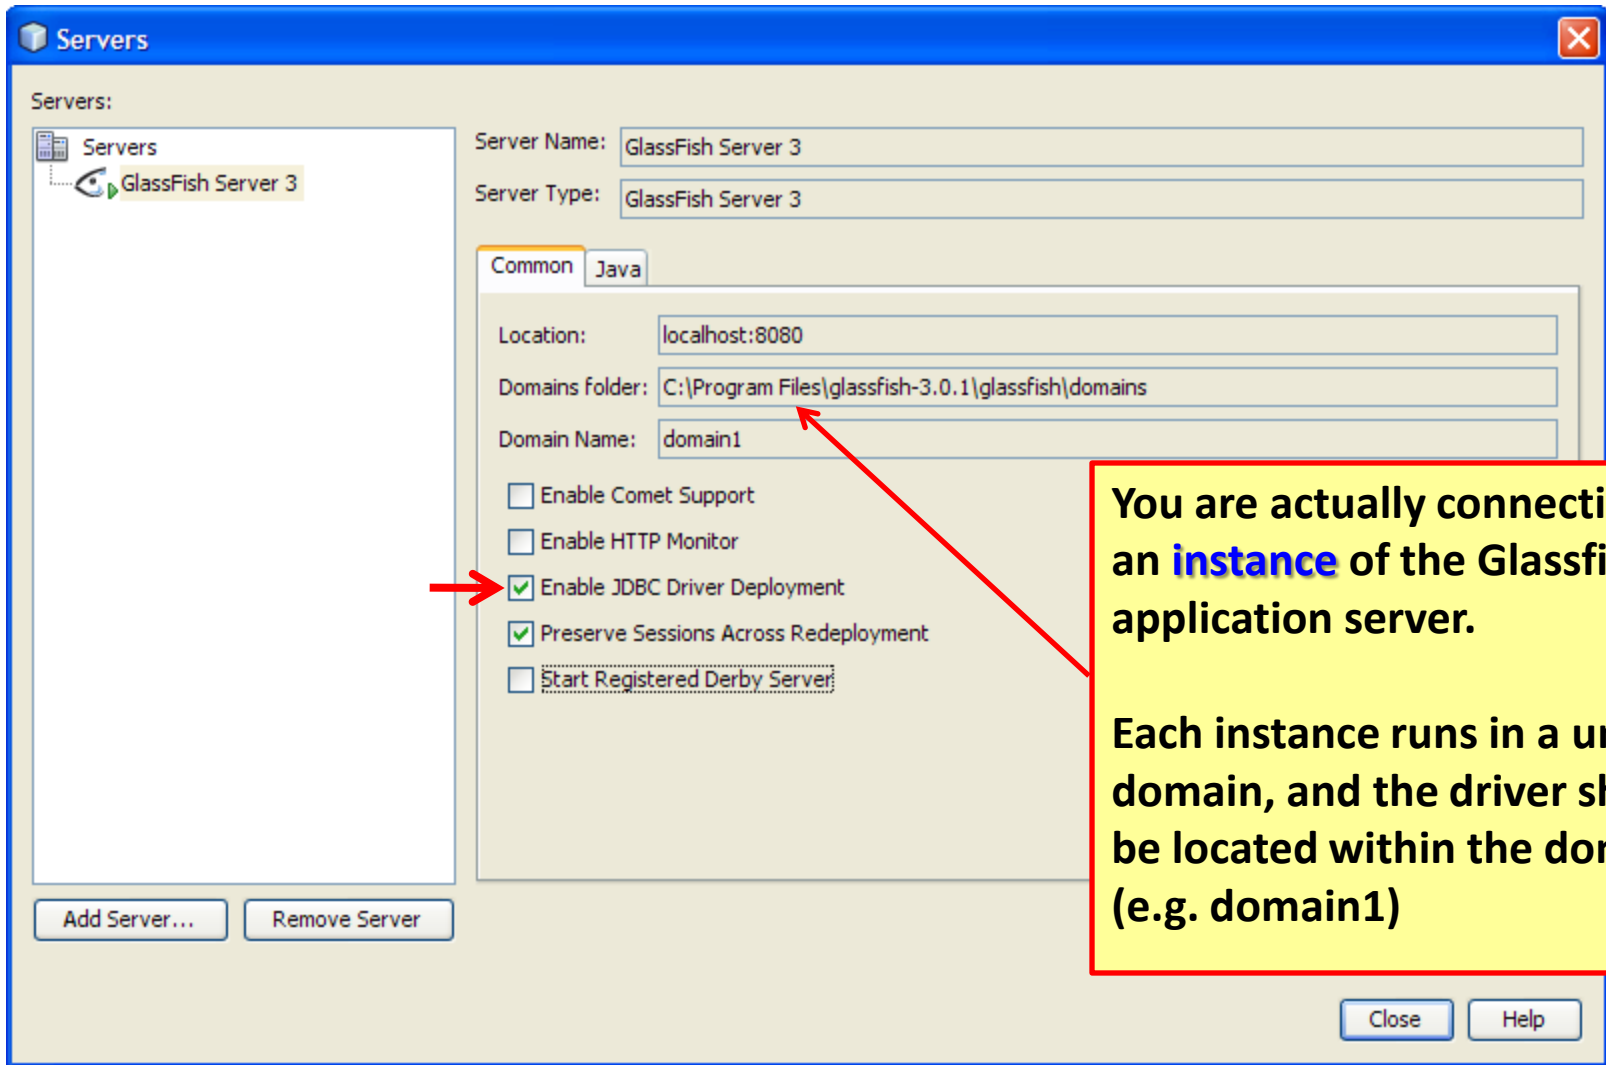 Servers
Servers:
Servers
GlassFish Server 3
Server Name: GlassFish Server 3
Server Type: GlassFish Server 3
Common Java
Location: localhost:8080
Domains folder: C:\Program Files\glassfish-3.0.1\glassfish\domains
Domain Name: domain1
Enable Comet Support
Enable HTTP Monitor
Enable JDBC Driver Deployment
Preserve Sessions Across Redeployment
Start Registered Derby Server
You are actually
an instance of the
application server.
Each instance runs in a
domain, and the driver
be located within the
(e.g. domain1)
Add Server... Remove Server
Close Help